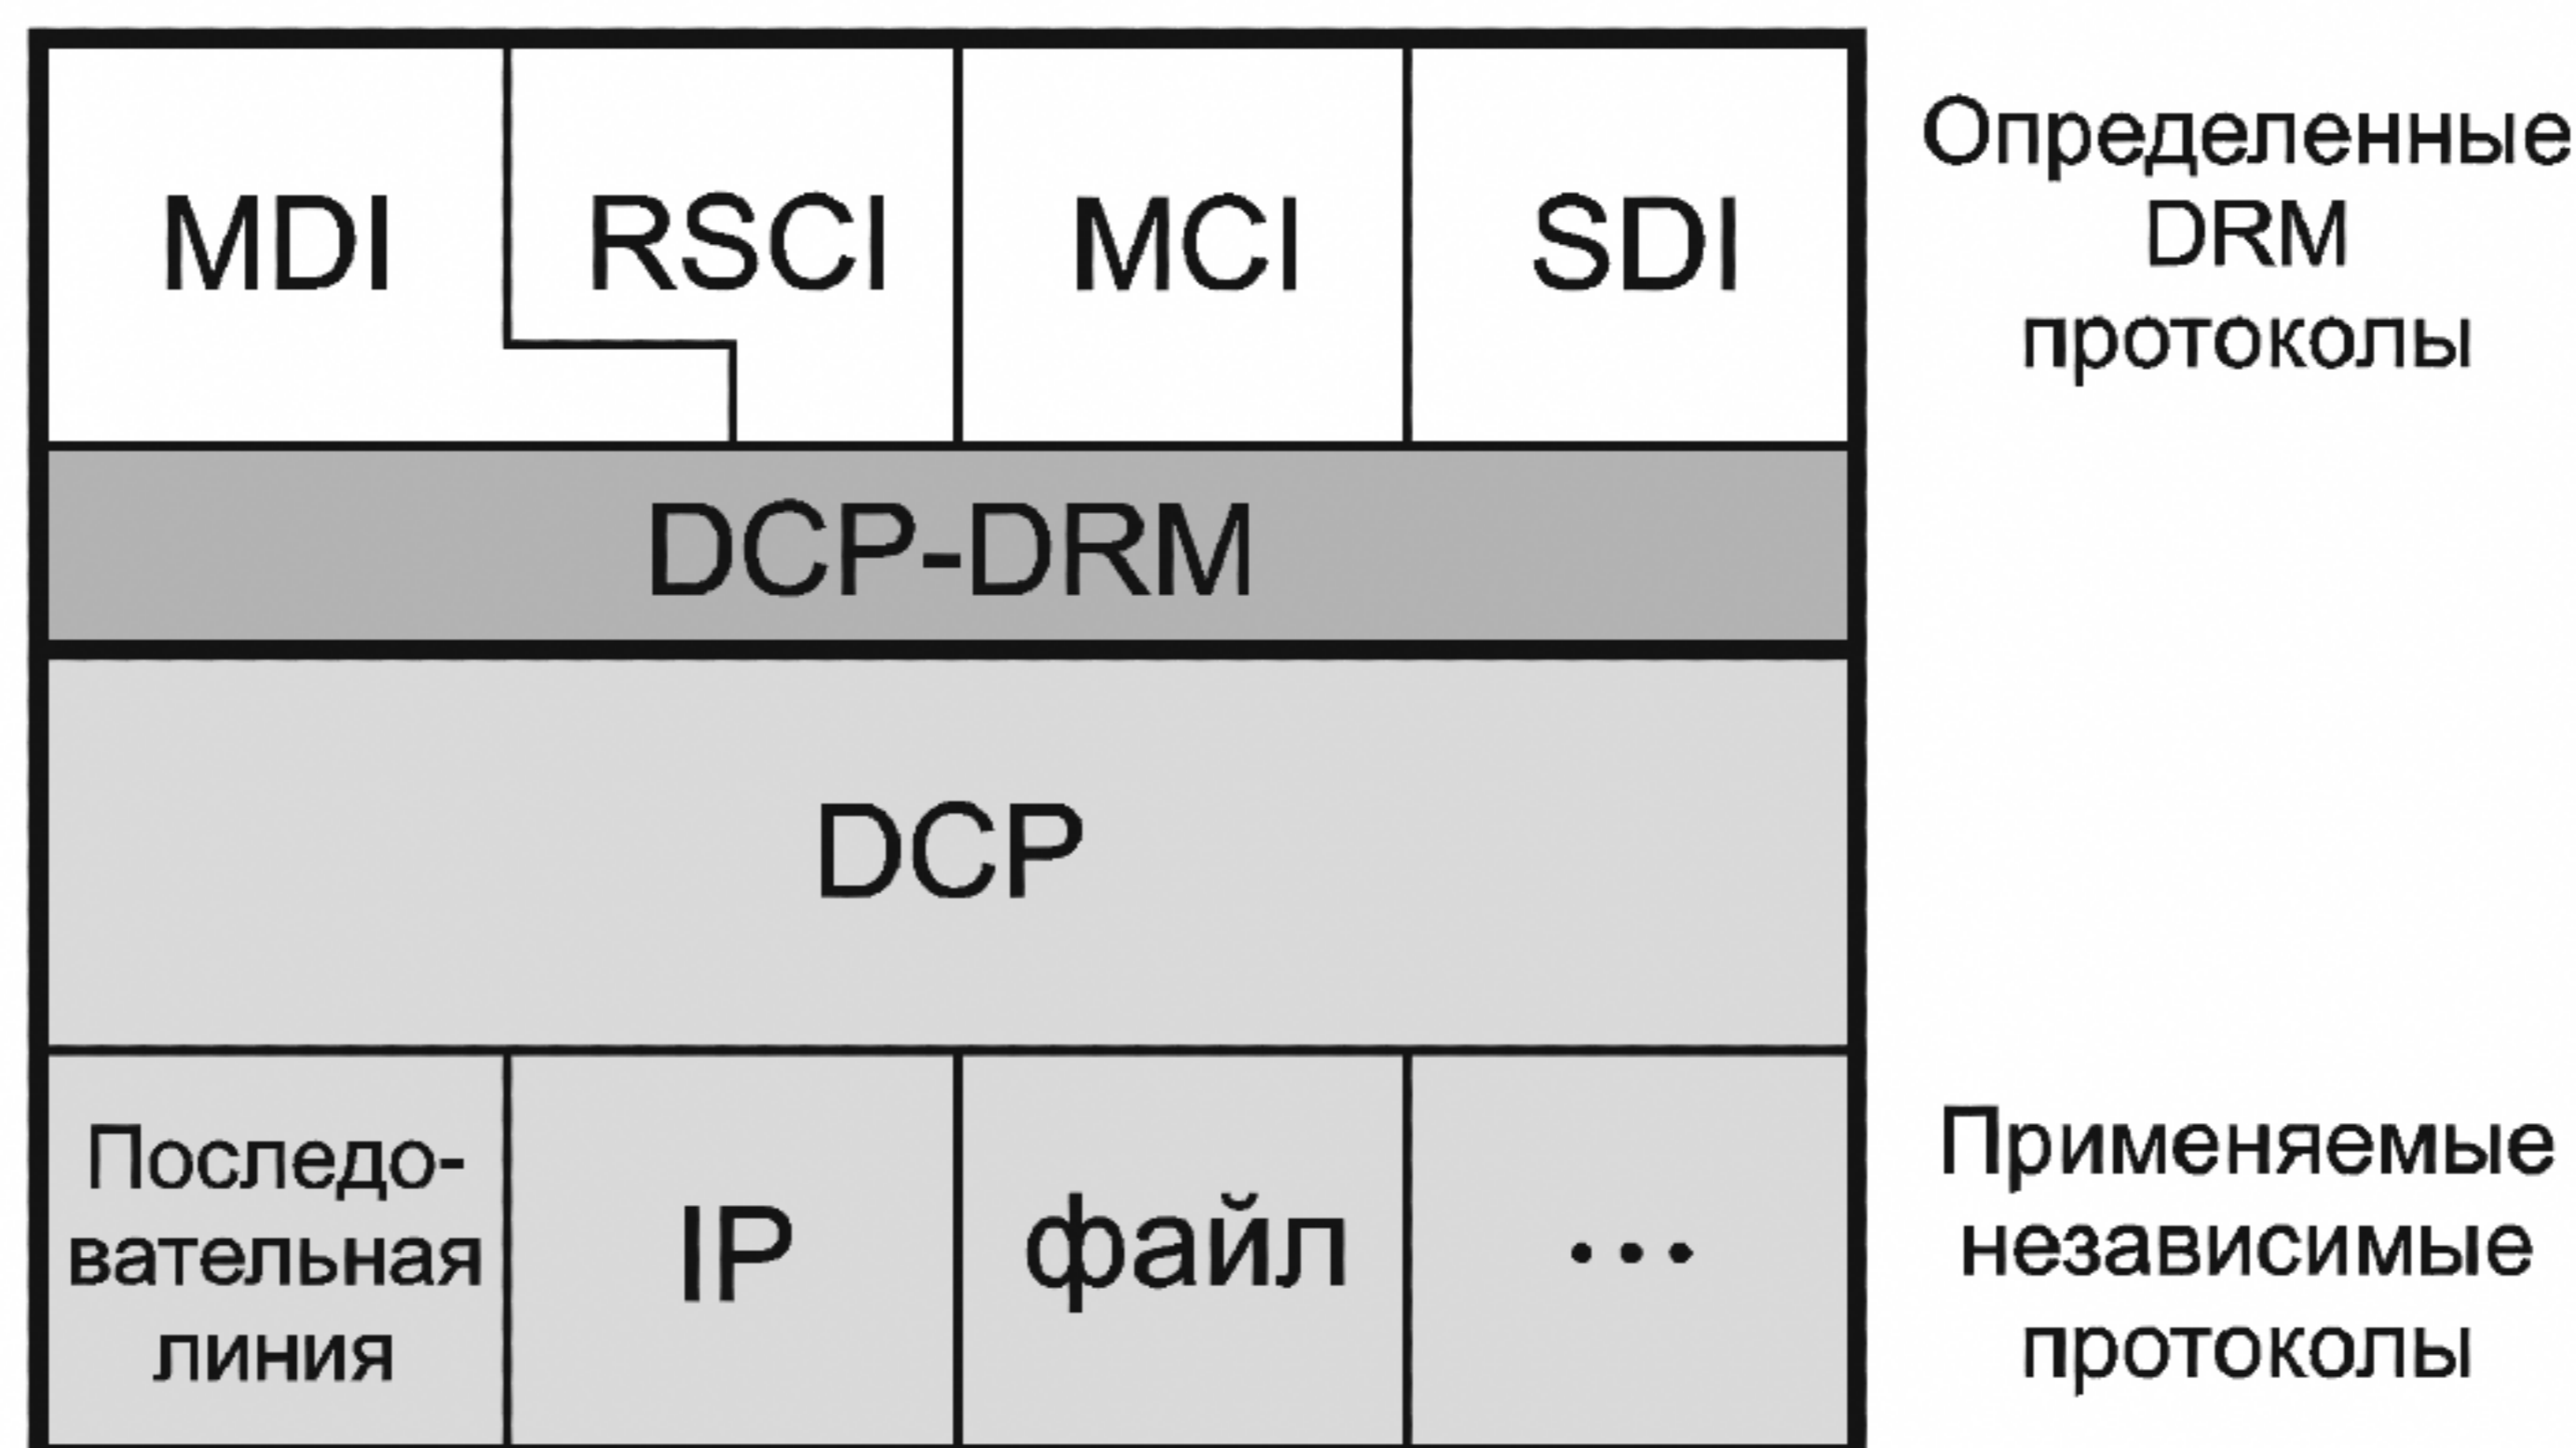 MDI
RSCI
MCI
SDI
Определенные
DRM
протоколы
DCP-DRM
DCP
Последо-
вательная
линия
IP
файл
...
Применяемые
независимые
протоколы